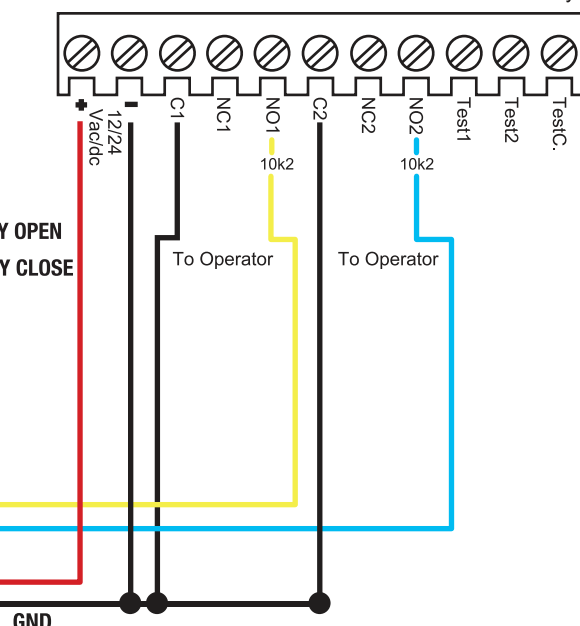 +
-
12/24
Vac/dc
C1
NC1
NO1
C2
NC2
NO2
Test1
Test2
TestC.
10k2
10k2
Y OPEN
Y CLOSE
To Operator
To Operator
GND